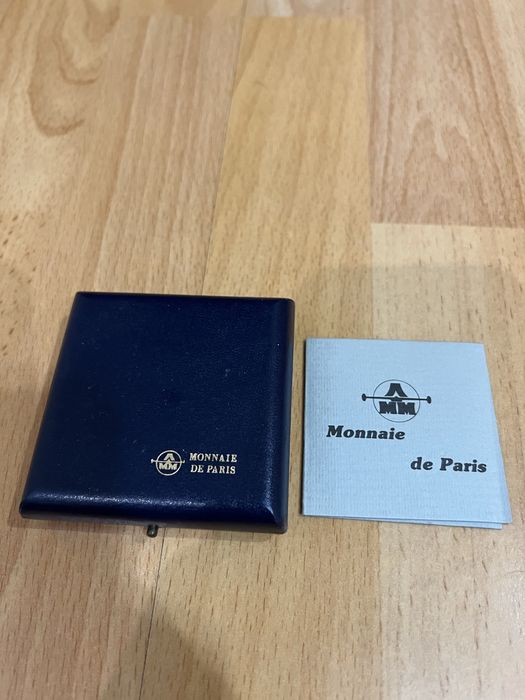 MM
MONNAIE
DE PARIS
MM
Monnaie
de Paris